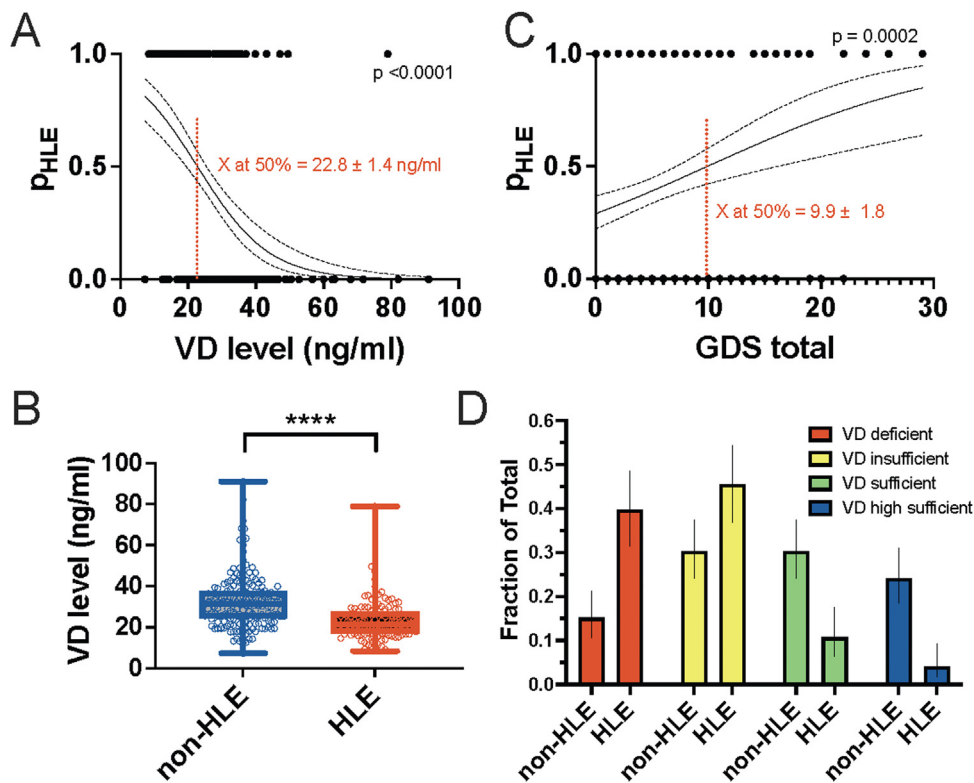 A
1.0
p <0.0001
0.5
pHLE
X at 50% = 22.8 ± 1.4 ng/ml
0.0
0 20 40 60 80 100
VD level (ng/ml)
C
p = 0.0002
1.0
0.5
pHLE
X at 50% = 9.9 ± 1.8
0.0
0 10 20 30
GDS total
B
****
100
80
60
40
20
0
VD level (ng/ml)
non-HLE HLE
D
0.6
0.5
0.4
0.3
0.2
0.1
0.0
Fraction of Total
VD deficient
VD insufficient
VD sufficient
VD high sufficient
non-HLE HLE non-HLE HLE non-HLE HLE non-HLE HLE